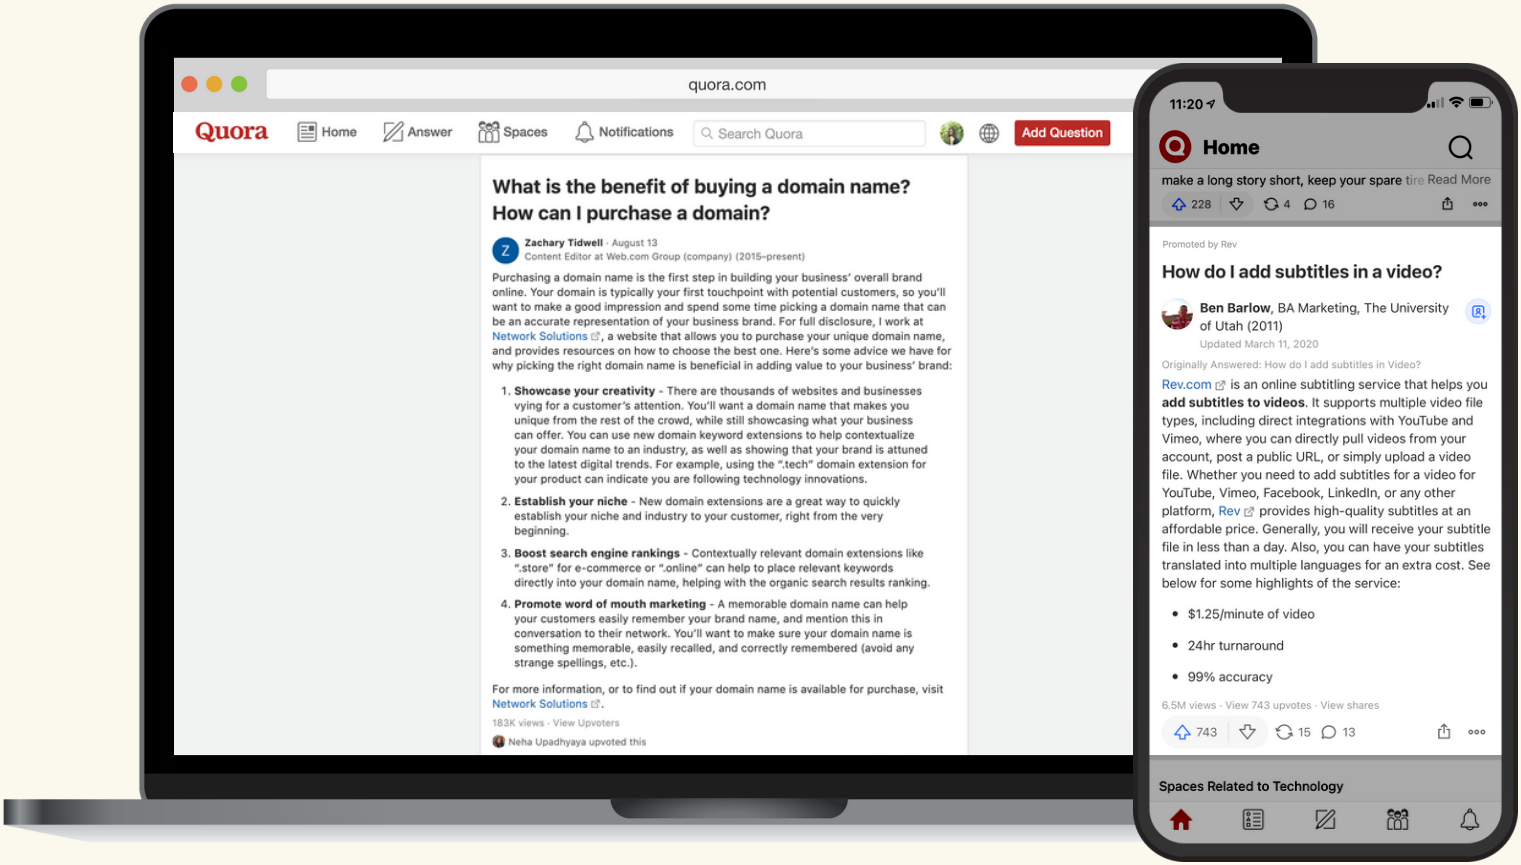 quora.com
Quora
Home
Answer
Spaces
Notifications
Search Quora
Add Question
What is the benefit of buying a domain name?
How can I purchase a domain?
Z
Zachary Tidwell · August 13
Content Editor at Web.com Group (company) (2015–present)
Purchasing a domain name is the first step in building your business' overall brand
online. Your domain is typically your first touchpoint with potential customers, so you'll
want to make a good impression and spend some time picking a domain name that can
be an accurate representation of your business brand. For full disclosure, I work at
Network Solutions, a website that allows you to purchase your unique domain name,
and provides resources on how to choose the best one. Here's some advice we have for
why picking the right domain name is beneficial in adding value to your business' brand:
1. Showcase your creativity - There are thousands of websites and businesses
vying for a customer's attention. You'll want a domain name that makes you
unique from the rest of the crowd, while still showcasing what your business
can offer. You can use new domain keyword extensions to help contextualize
your domain name to an industry, as well as showing that your brand is attuned
to the latest digital trends. For example, using the ".tech" domain extension for
your product can indicate you are following technology innovations.
2. Establish your niche - New domain extensions are a great way to quickly
establish your niche and industry to your customer, right from the very
beginning.
3. Boost search engine rankings - Contextually relevant domain extensions like
".store" for e-commerce or ".online" can help to place relevant keywords
directly into your domain name, helping with the organic search results ranking.
4. Promote word of mouth marketing - A memorable domain name can help
your customers easily remember your brand name, and mention this in
conversation to their network. You'll want to make sure your domain name is
something memorable, easily recalled, and correctly remembered (avoid any
strange spellings, etc.).
For more information, or to find out if your domain name is available for purchase, visit
Network Solutions.
183K views · View Upvoters
Neha Upadhyaya upvoted this
11:20
Q
Home
make a long story short, keep your spare tire Read More
228
4
16
Promoted by Rev
How do I add subtitles in a video?
Ben Barlow, BA Marketing, The University
of Utah (2011)
Updated March 11, 2020
Originally Answered: How do I add subtitles in Video?
Rev.com is an online subtitling service that helps you
add subtitles to videos. It supports multiple video file
types, including direct integrations with YouTube and
Vimeo, where you can directly pull videos from your
account, post a public URL, or simply upload a video
file. Whether you need to add subtitles for a video for
YouTube, Vimeo, Facebook, LinkedIn, or any other
platform, Rev provides high-quality subtitles at an
affordable price. Generally, you will receive your subtitle
file in less than a day. Also, you can have your subtitles
translated into multiple languages for an extra cost. See
below for some highlights of the service:
• $1.25/minute of video
• 24hr turnaround
• 99% accuracy
6.5M views · View 743 upvotes · View shares
743
15
13
Spaces Related to Technology